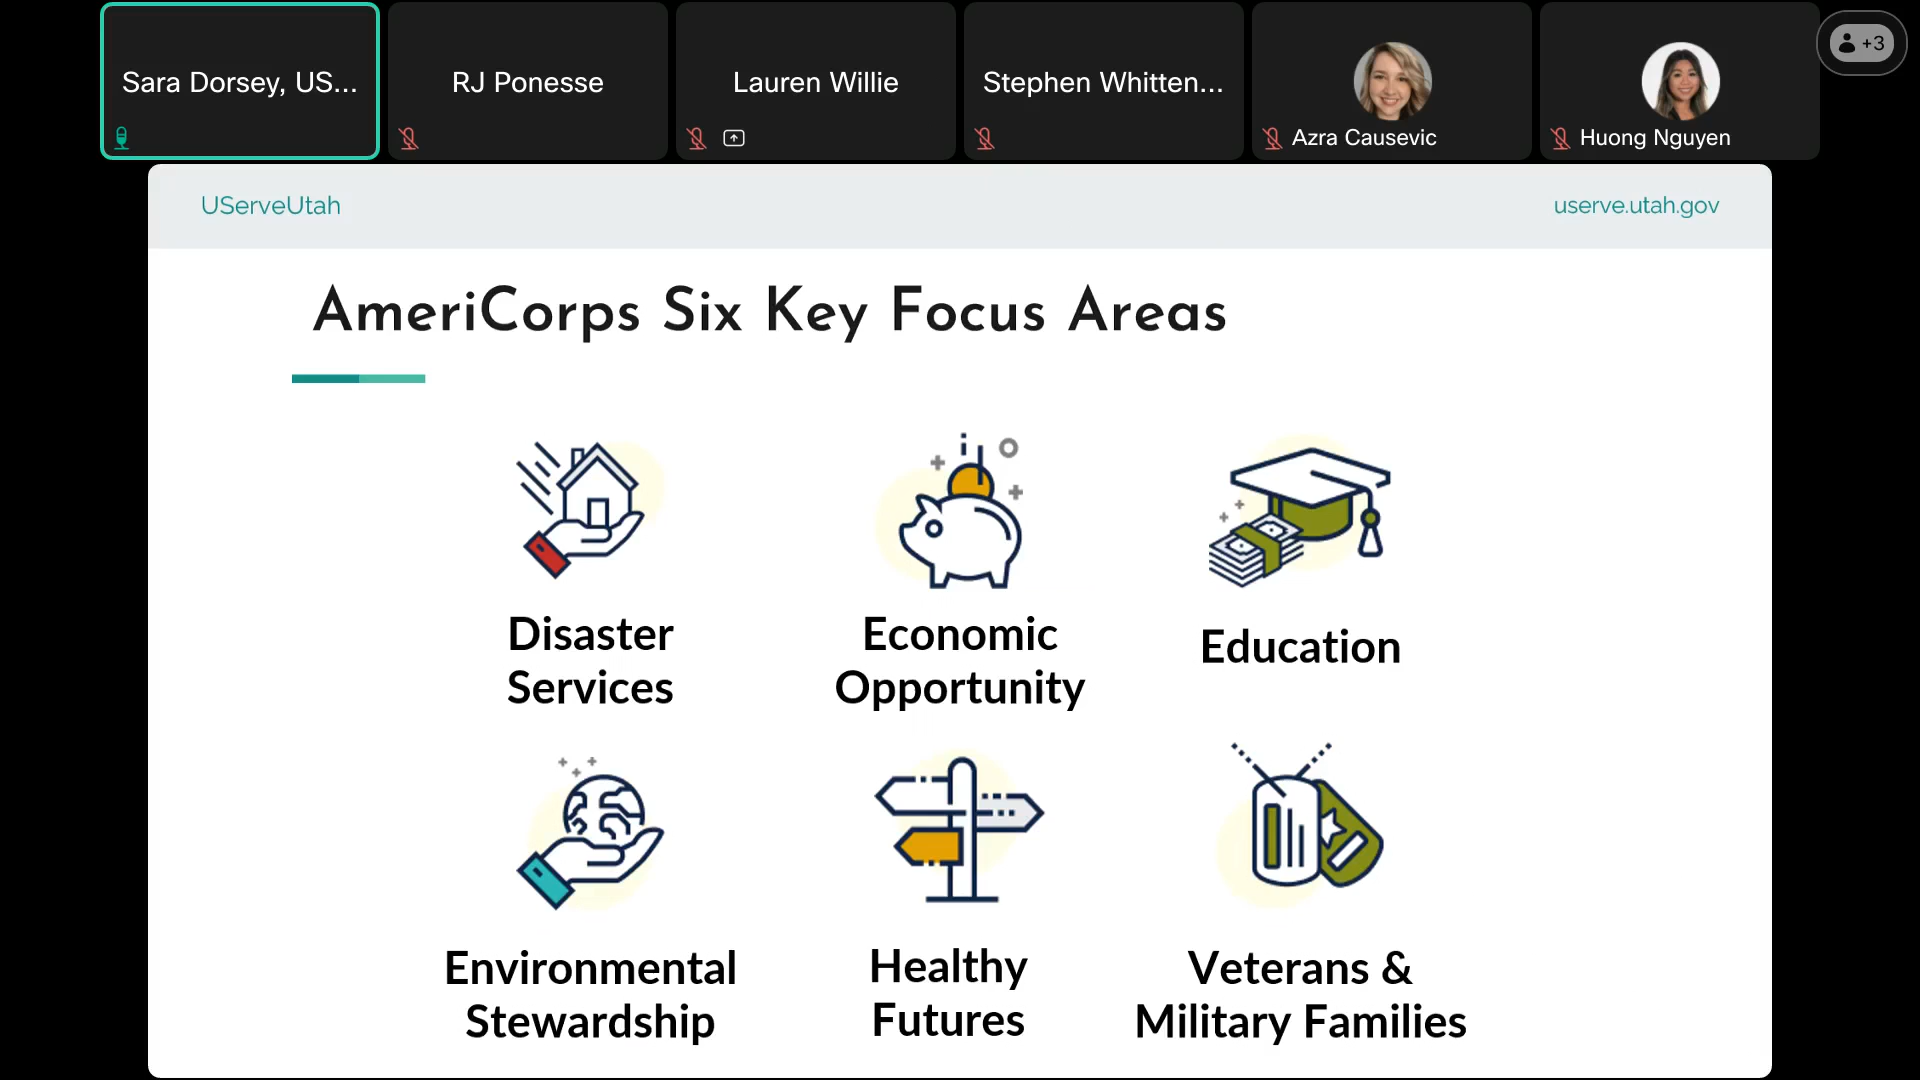 Sara Dorsey, US...
RJ Ponesse
Lauren Willie
Stephen Whitten...
Azra Causevic
Huong Nguyen
+3
UServeUtah
userve.utah.gov
AmeriCorps Six Key Focus Areas
Disaster
Services
Economic
Opportunity
Education
Environmental
Stewardship
Healthy
Futures
Veterans &
Military Families